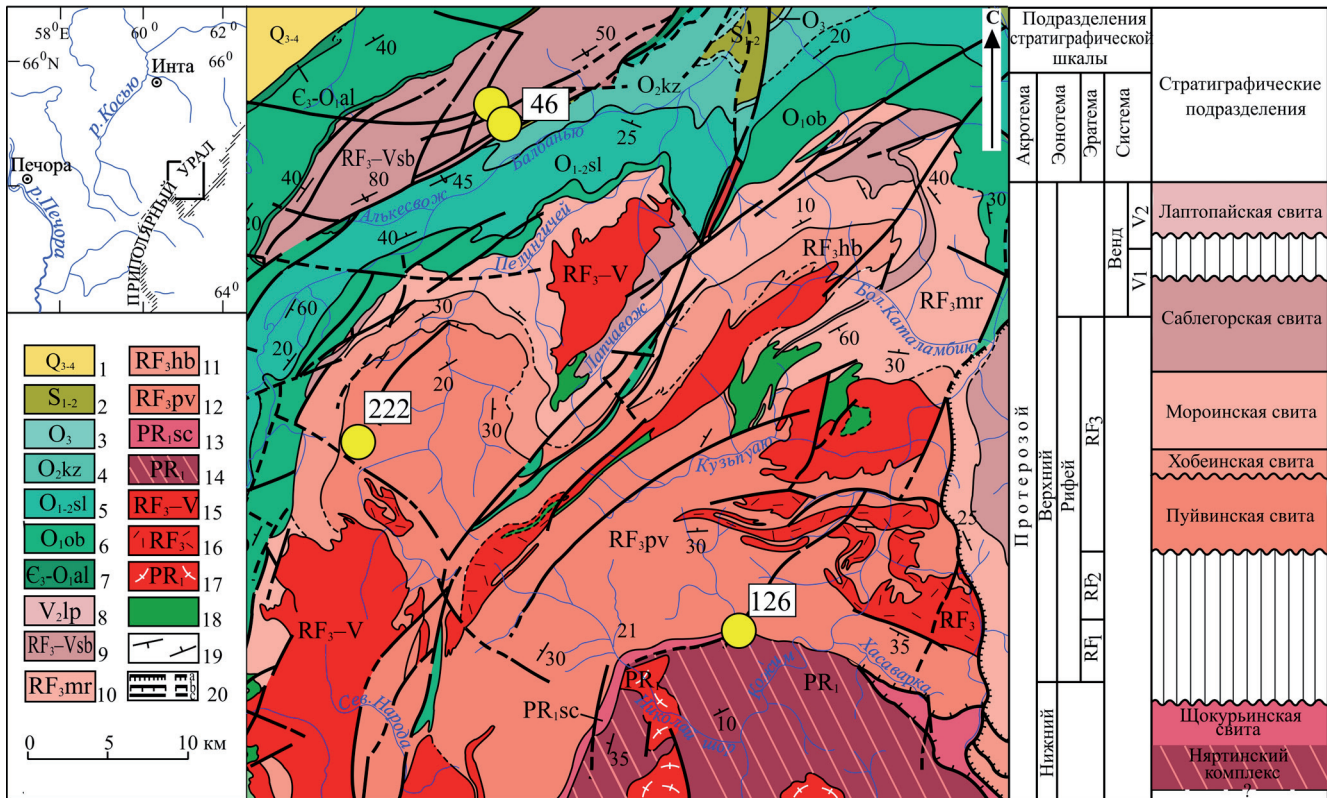 58⁰E
60⁰
62⁰
66⁰N
66⁰
Инта
р.Косью
Печора
р.Печора
УРАЛ
ПРИПОЛЯРНЫЙ
64⁰
Q₃₋₄ 1
S₁₋₂ 2
O₃ 3
O₂kz 4
O₁₋₂sl 5
O₁ob 6
Є₃-O₁al 7
V₂lp 8
RF₃–Vsb 9
RF₃mr 10
RF₃hb 11
RF₃pv 12
PR₁sc 13
PR₁ 14
RF₃–V 15
RF₃ 16
PR₁ 17
18
19
a
b
c
20
0 5 10 км
Q₃₋₄
40
50
S₁₋₂
O₃
20
С
Є₃-O₁al
46
O₂kz
25
Балбанью
O₁ob
RF₃–Vsb
O₁₋₂sl
40
80
45
Алькесвож
40
30
20
40
Пелингичей
10
RF₃hb
RF₃–V
RF₃mr
60
30
Лапчавож
Бол.Каталамбию
20
20
60
30
222
30
Кузьпуаю
25
RF₃pv
30
126
RF₃–V
RF₃
21
30
35
Хасаварка
PR
Кожим
PR₁
PR₁sc
Николай шор
10
Сев.Народа
35
Подразделения
стратиграфической
шкалы
Стратиграфические
подразделения
Акротема
Эонотема
Эратема
Система
Протерозой
Верхний
Нижний
Рифей
Венд
V2
V1
RF3
RF2
RF1
Лаптопайская свита
Саблегорская свита
Мороинская свита
Хобеинская свита
Пуйвинская свита
Щокурьинская
свита
Няртинский
комплекс
?